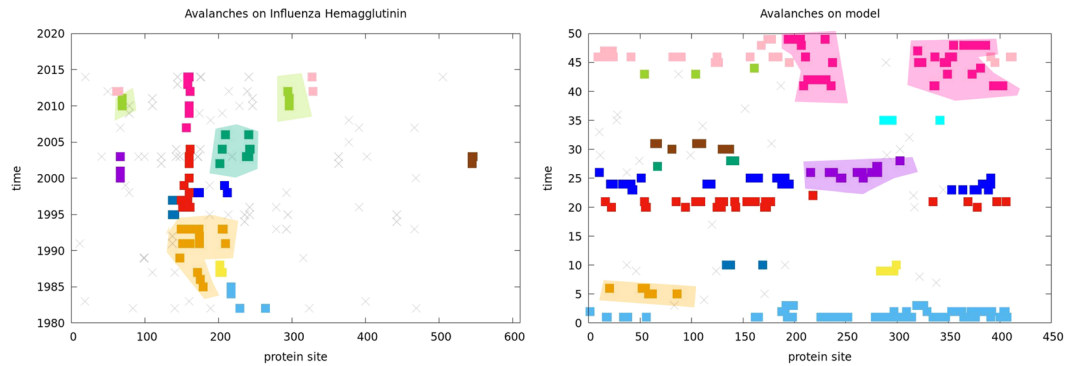 Avalanches on Influenza Hemagglutinin
2020
2015
2010
2005
2000
1995
1990
1985
1980
time
0 100 200 300 400 500 600
protein site
Avalanches on model
50
45
40
35
30
25
20
15
10
5
0
time
0 50 100 150 200 250 300 350 400 450
protein site